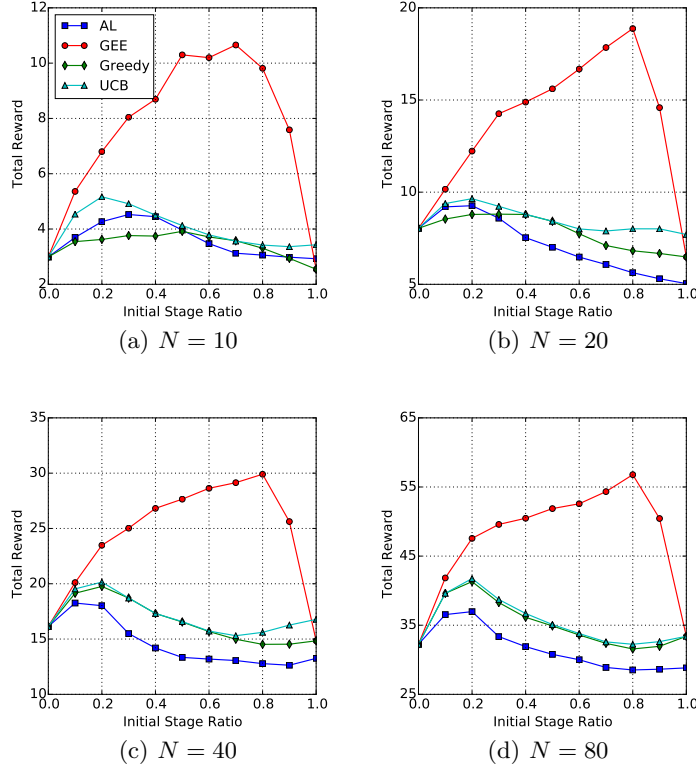 12
10
8
6
4
2
Total Reward
AL
GEE
Greedy
UCB
0.0 0.2 0.4 0.6 0.8 1.0
Initial Stage Ratio
(a) N = 10
20
15
10
5
Total Reward
0.0 0.2 0.4 0.6 0.8 1.0
Initial Stage Ratio
(b) N = 20
35
30
25
20
15
10
Total Reward
0.0 0.2 0.4 0.6 0.8 1.0
Initial Stage Ratio
(c) N = 40
65
55
45
35
25
Total Reward
0.0 0.2 0.4 0.6 0.8 1.0
Initial Stage Ratio
(d) N = 80